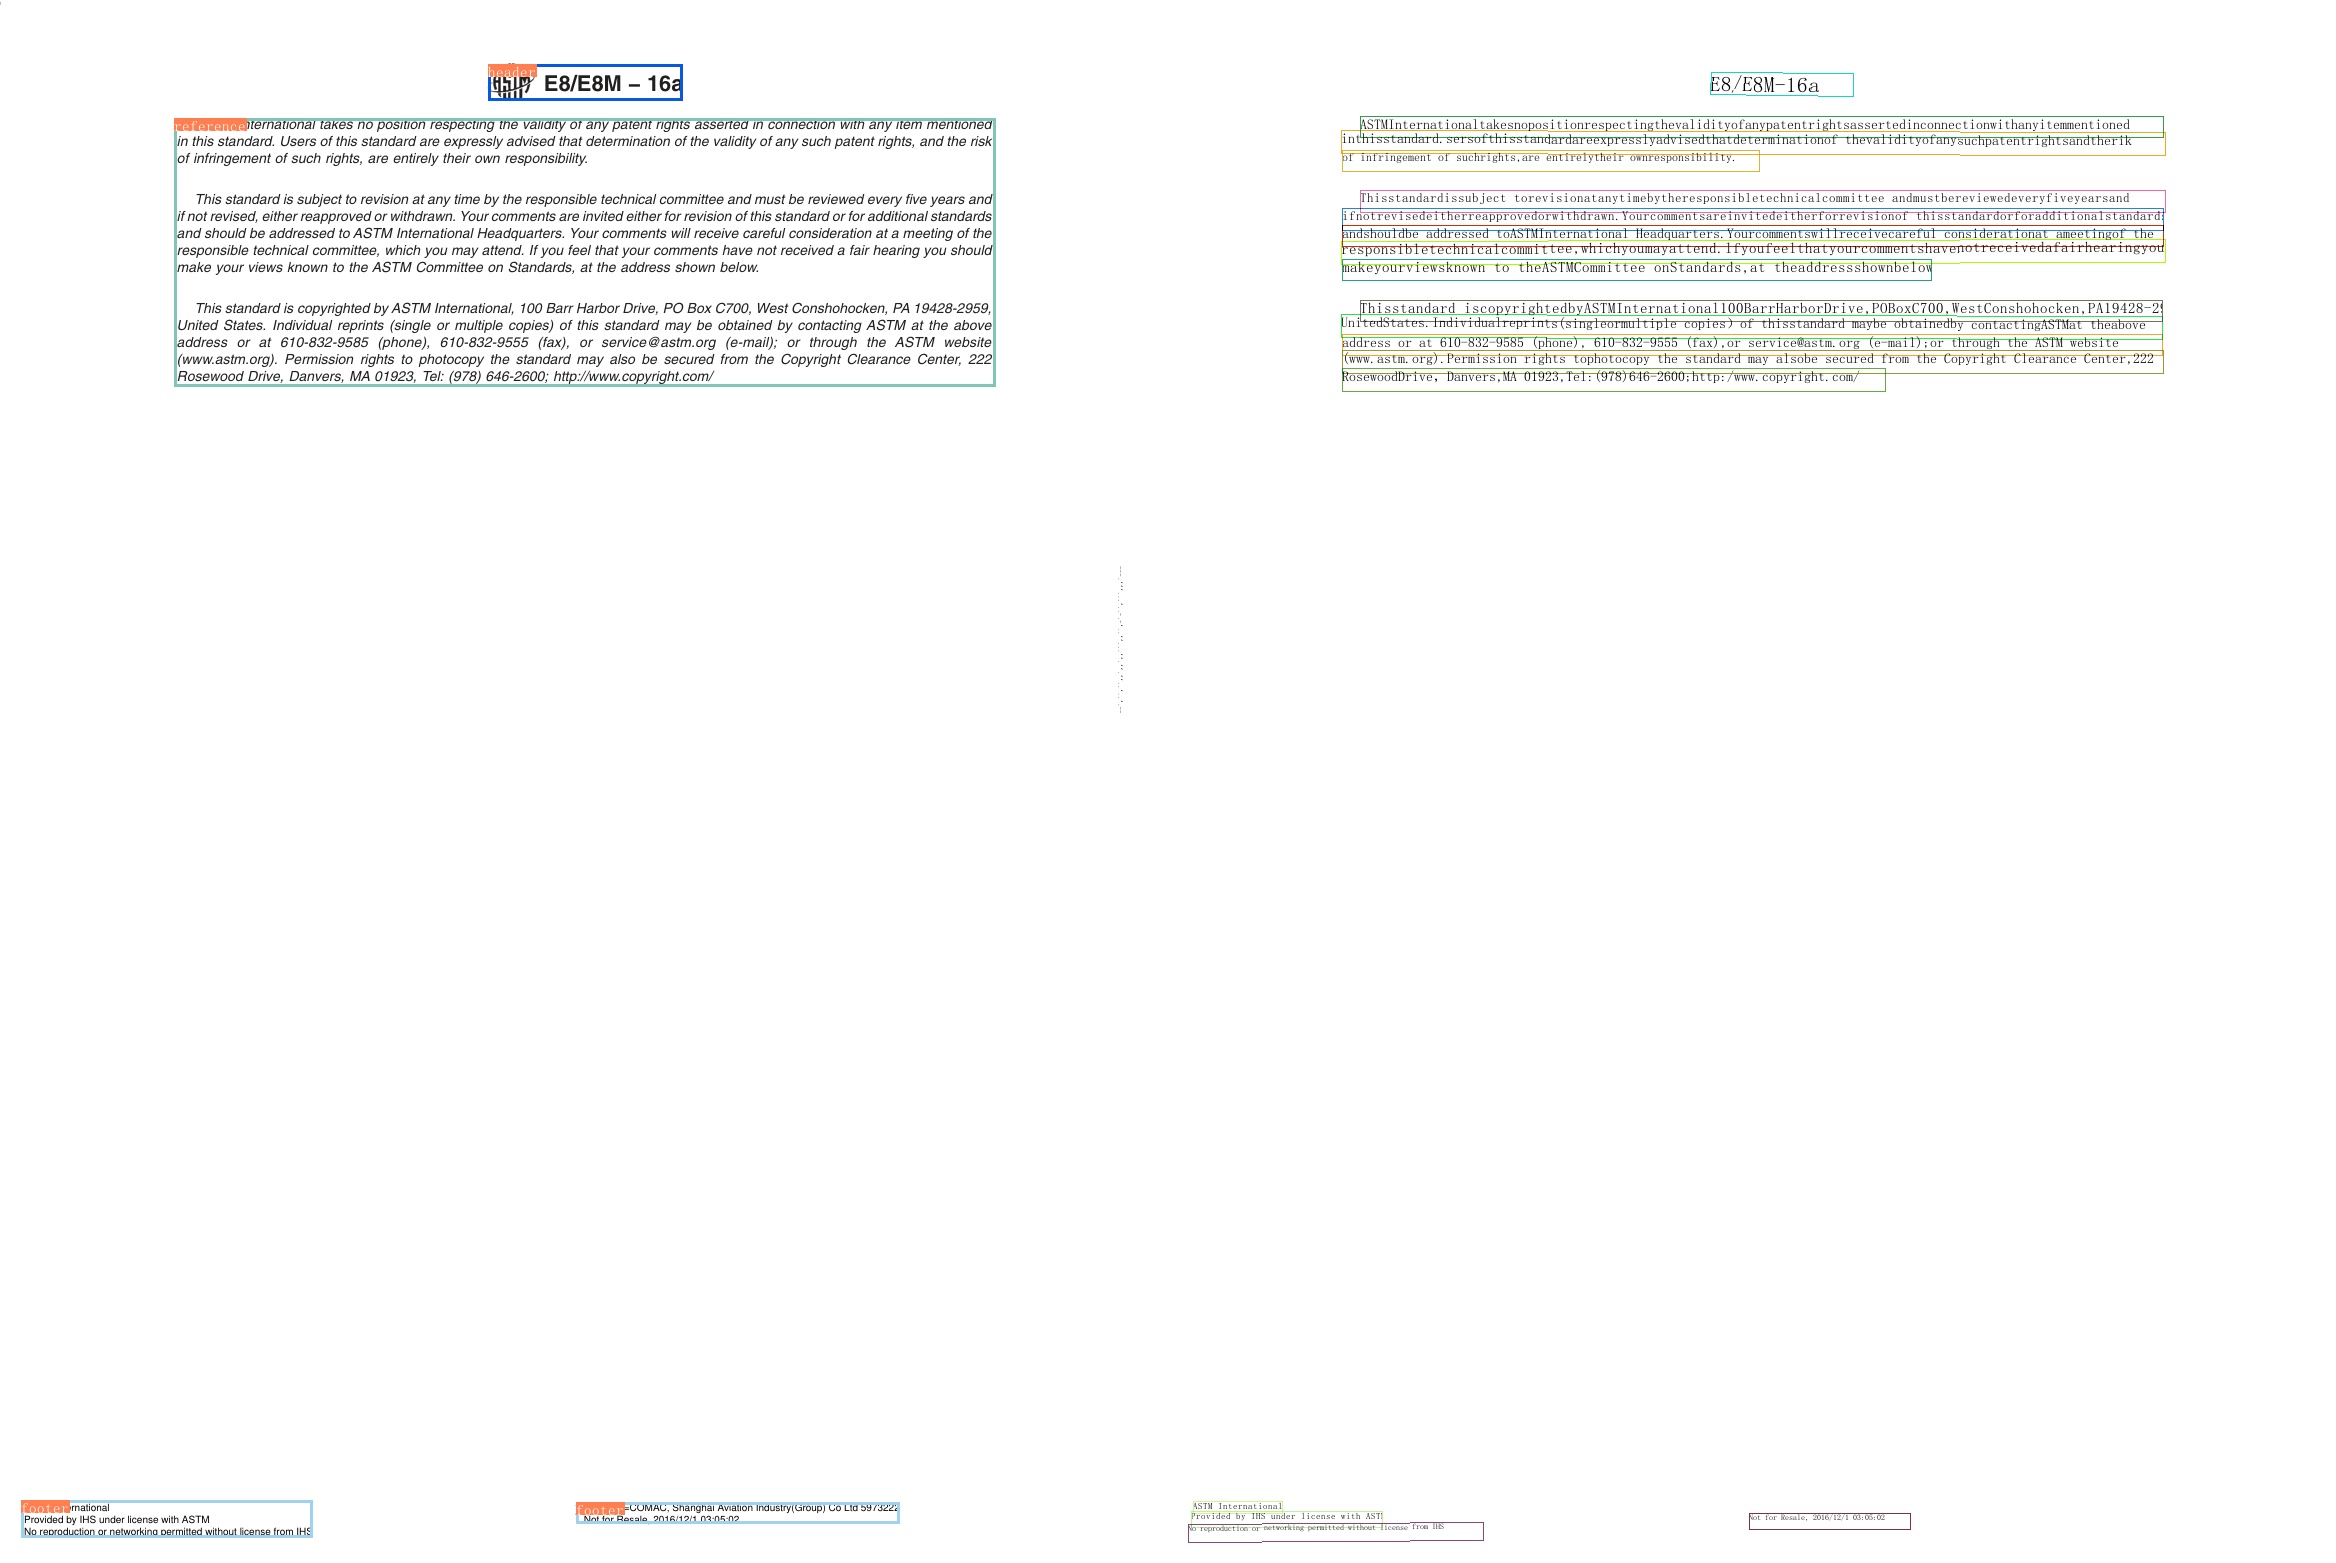 header
E8/E8M – 16a
reference
nternational takes no position respecting the validity of any patent rights asserted in connection with any item mentioned
in this standard. Users of this standard are expressly advised that determination of the validity of any such patent rights, and the risk
of infringement of such rights, are entirely their own responsibility.
This standard is subject to revision at any time by the responsible technical committee and must be reviewed every five years and
if not revised, either reapproved or withdrawn. Your comments are invited either for revision of this standard or for additional standards
and should be addressed to ASTM International Headquarters. Your comments will receive careful consideration at a meeting of the
responsible technical committee, which you may attend. If you feel that your comments have not received a fair hearing you should
make your views known to the ASTM Committee on Standards, at the address shown below.
This standard is copyrighted by ASTM International, 100 Barr Harbor Drive, PO Box C700, West Conshohocken, PA 19428-2959,
United States. Individual reprints (single or multiple copies) of this standard may be obtained by contacting ASTM at the above
address or at 610-832-9585 (phone), 610-832-9555 (fax), or service@astm.org (e-mail); or through the ASTM website
(www.astm.org). Permission rights to photocopy the standard may also be secured from the Copyright Clearance Center, 222
Rosewood Drive, Danvers, MA 01923, Tel: (978) 646-2600; http://www.copyright.com/
footer
rnational
Provided by IHS under license with ASTM
No reproduction or networking permitted without license from IHS
footer
=COMAC, Shanghai Aviation Industry(Group) Co Ltd 5973222
Not for Resale, 2016/12/1 03:05:02
E8/E8M-16a
ASTMInternationaltakesnopositionrespectingthevalidityofanypatentrightsassertedinconnectionwithanyitemmentioned
inthisstandard.sersofthisstandardareexpresslyadvisedthatdeterminationof thevalidityofanysuchpatentrightsandtherik
of infringement of suchrights,are entirelytheir ownresponsibility.
Thisstandardissubject torevisionatanytimebytheresponsibletechnicalcommittee andmustbereviewedeveryfiveyearsand
ifnotrevisedeitherreapprovedorwithdrawn.Yourcommentsareinvitedeitherforrevisionof thisstandardorforadditionalstandard
andshouldbe addressed toASTMInternational Headquarters.Yourcommentswillreceivecareful considerationat ameetingof the
responsibletechnicalcommittee,whichyoumayattend.Ifyoufeelthatyourcommentshavenotreceivedafairhearingyou
makeyourviewsknown to theASTMCommittee onStandards,at theaddressshownbelow
Thisstandard iscopyrightedbyASTMInternational100BarrHarborDrive,POBoxC700,WestConshohocken,PA19428-29
UnitedStates.Individualreprints(singleormultiple copies) of thisstandard maybe obtainedby contactingASTMat theabove
address or at 610-832-9585 (phone), 610-832-9555 (fax),or service@astm.org (e-mail);or through the ASTM website
(www.astm.org).Permission rights tophotocopy the standard may alsobe secured from the Copyright Clearance Center,222
RosewoodDrive, Danvers,MA 01923,Tel:(978)646-2600;http:/www.copyright.com/
ASTM International
Provided by IHS under license with AST
No reproduction or networking permitted without license from IHS
Not for Resale, 2016/12/1 03:05:02